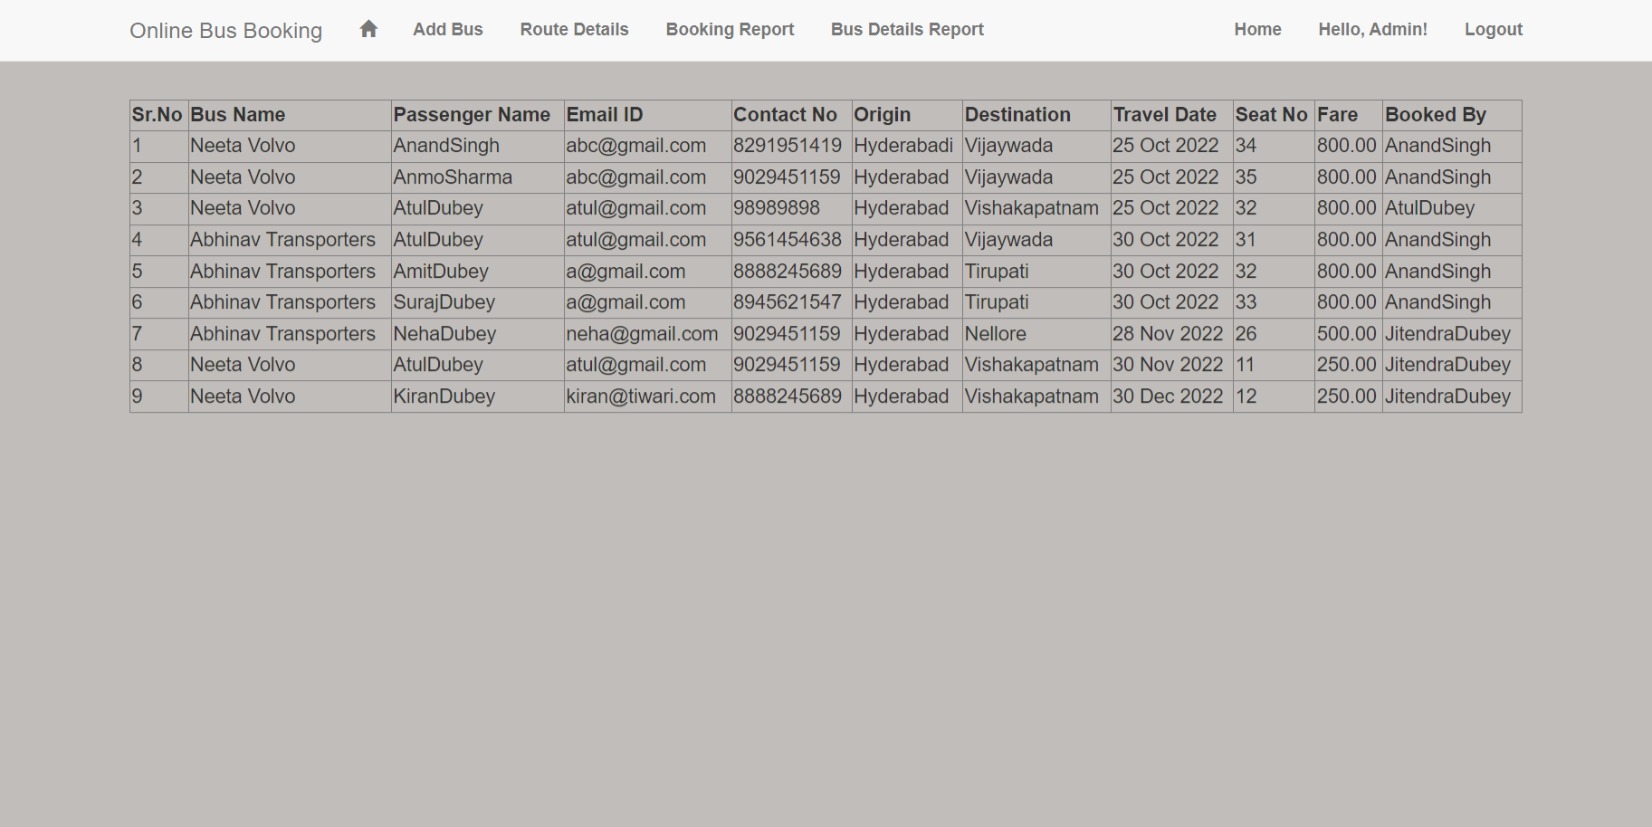 Online Bus Booking Add Bus Route Details Booking Report Bus Details Report Home Hello, Admin! Logout
Sr.No Bus Name Passenger Name Email ID Contact No Origin Destination Travel Date Seat No Fare Booked By
1 Neeta Volvo AnandSingh abc@gmail.com 8291951419 Hyderabadi Vijaywada 25 Oct 2022 34 800.00 AnandSingh
2 Neeta Volvo AnmoSharma abc@gmail.com 9029451159 Hyderabad Vijaywada 25 Oct 2022 35 800.00 AnandSingh
3 Neeta Volvo AtulDubey atul@gmail.com 98989898 Hyderabad Vishakapatnam 25 Oct 2022 32 800.00 AtulDubey
4 Abhinav Transporters AtulDubey atul@gmail.com 9561454638 Hyderabad Vijaywada 30 Oct 2022 31 800.00 AnandSingh
5 Abhinav Transporters AmitDubey a@gmail.com 8888245689 Hyderabad Tirupati 30 Oct 2022 32 800.00 AnandSingh
6 Abhinav Transporters SurajDubey a@gmail.com 8945621547 Hyderabad Tirupati 30 Oct 2022 33 800.00 AnandSingh
7 Abhinav Transporters NehaDubey neha@gmail.com 9029451159 Hyderabad Nellore 28 Nov 2022 26 500.00 JitendraDubey
8 Neeta Volvo AtulDubey atul@gmail.com 9029451159 Hyderabad Vishakapatnam 30 Nov 2022 11 250.00 JitendraDubey
9 Neeta Volvo KiranDubey kiran@tiwari.com 8888245689 Hyderabad Vishakapatnam 30 Dec 2022 12 250.00 JitendraDubey